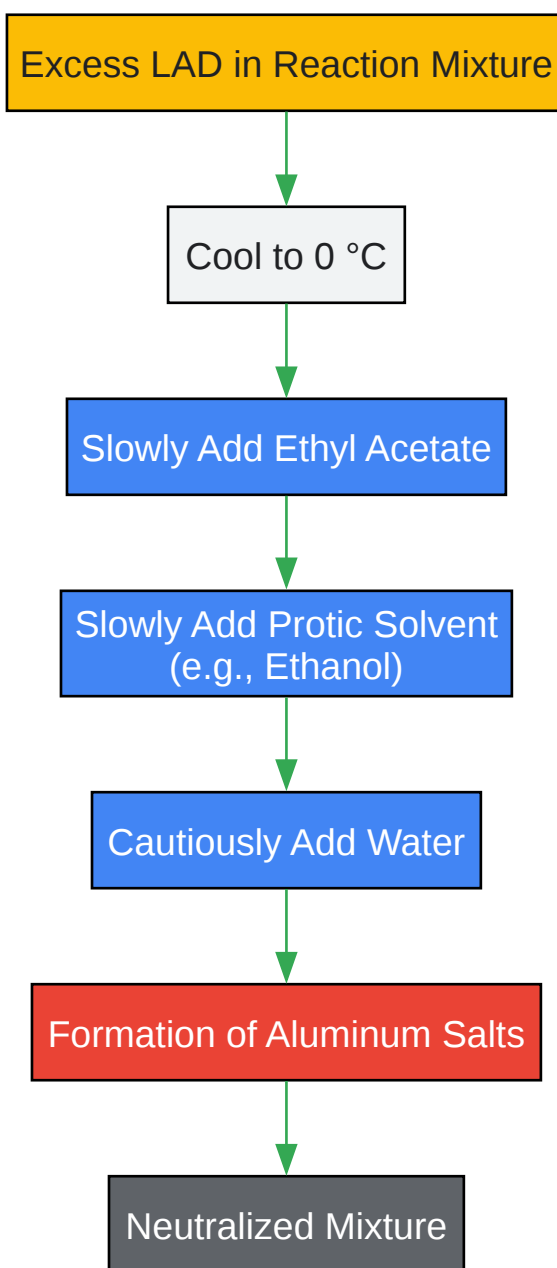 Excess LAD in Reaction Mixture
Cool to 0 °C
Slowly Add Ethyl Acetate
Slowly Add Protic Solvent
(e.g., Ethanol)
Cautiously Add Water
Formation of Aluminum Salts
Neutralized Mixture